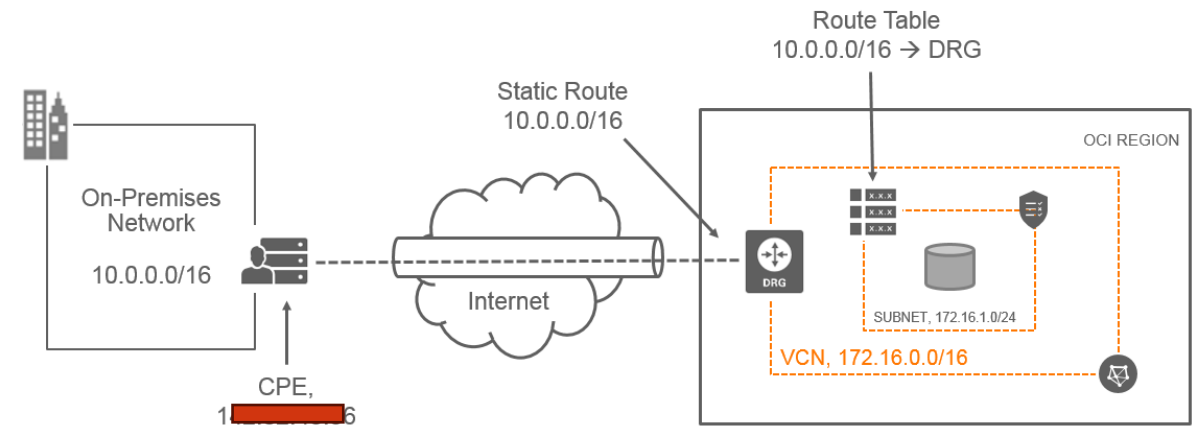 Route Table
10.0.0.0/16 → DRG
Static Route
10.0.0.0/16
OCI REGION
On-Premises
Network
10.0.0.0/16
x.x.x
x.x.x
x.x.x
DRG
Internet
SUBNET, 172.16.1.0/24
VCN, 172.16.0.0/16
CPE,